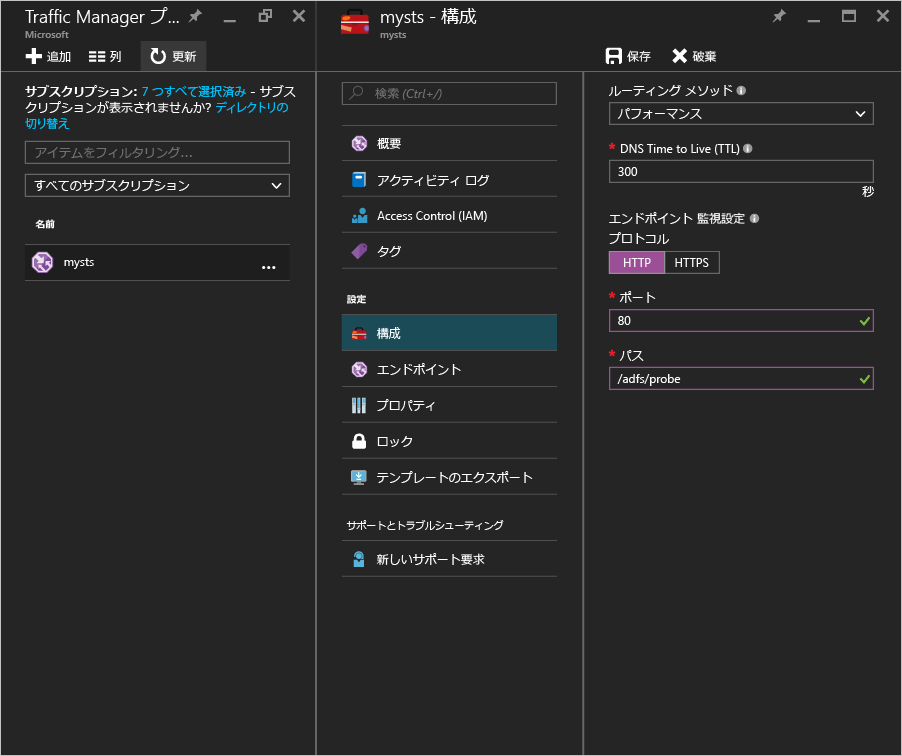 Traffic Manager プ...
Microsoft
追加
列
更新
サブスクリプション: 7 つすべて選択済み - サブス
クリプションが表示されませんか? ディレクトリの
切り替え
アイテムをフィルタリング...
すべてのサブスクリプション
名前
mysts
...
mysts - 構成
mysts
検索 (Ctrl+/)
概要
アクティビティ ログ
Access Control (IAM)
タグ
設定
構成
エンドポイント
プロパティ
ロック
テンプレートのエクスポート
サポートとトラブルシューティング
新しいサポート要求
保存
破棄
ルーティング メソッド
パフォーマンス
* DNS Time to Live (TTL)
300
秒
エンドポイント 監視設定
プロトコル
HTTP
HTTPS
* ポート
80
* パス
/adfs/probe